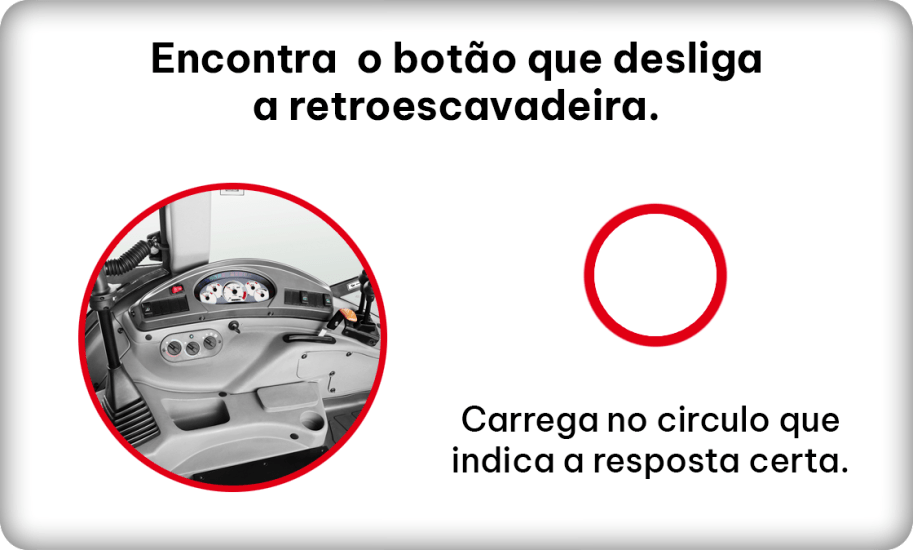 Encontra  o botão que desliga
a retroescavadeira.
Carrega no circulo que
indica a resposta certa.